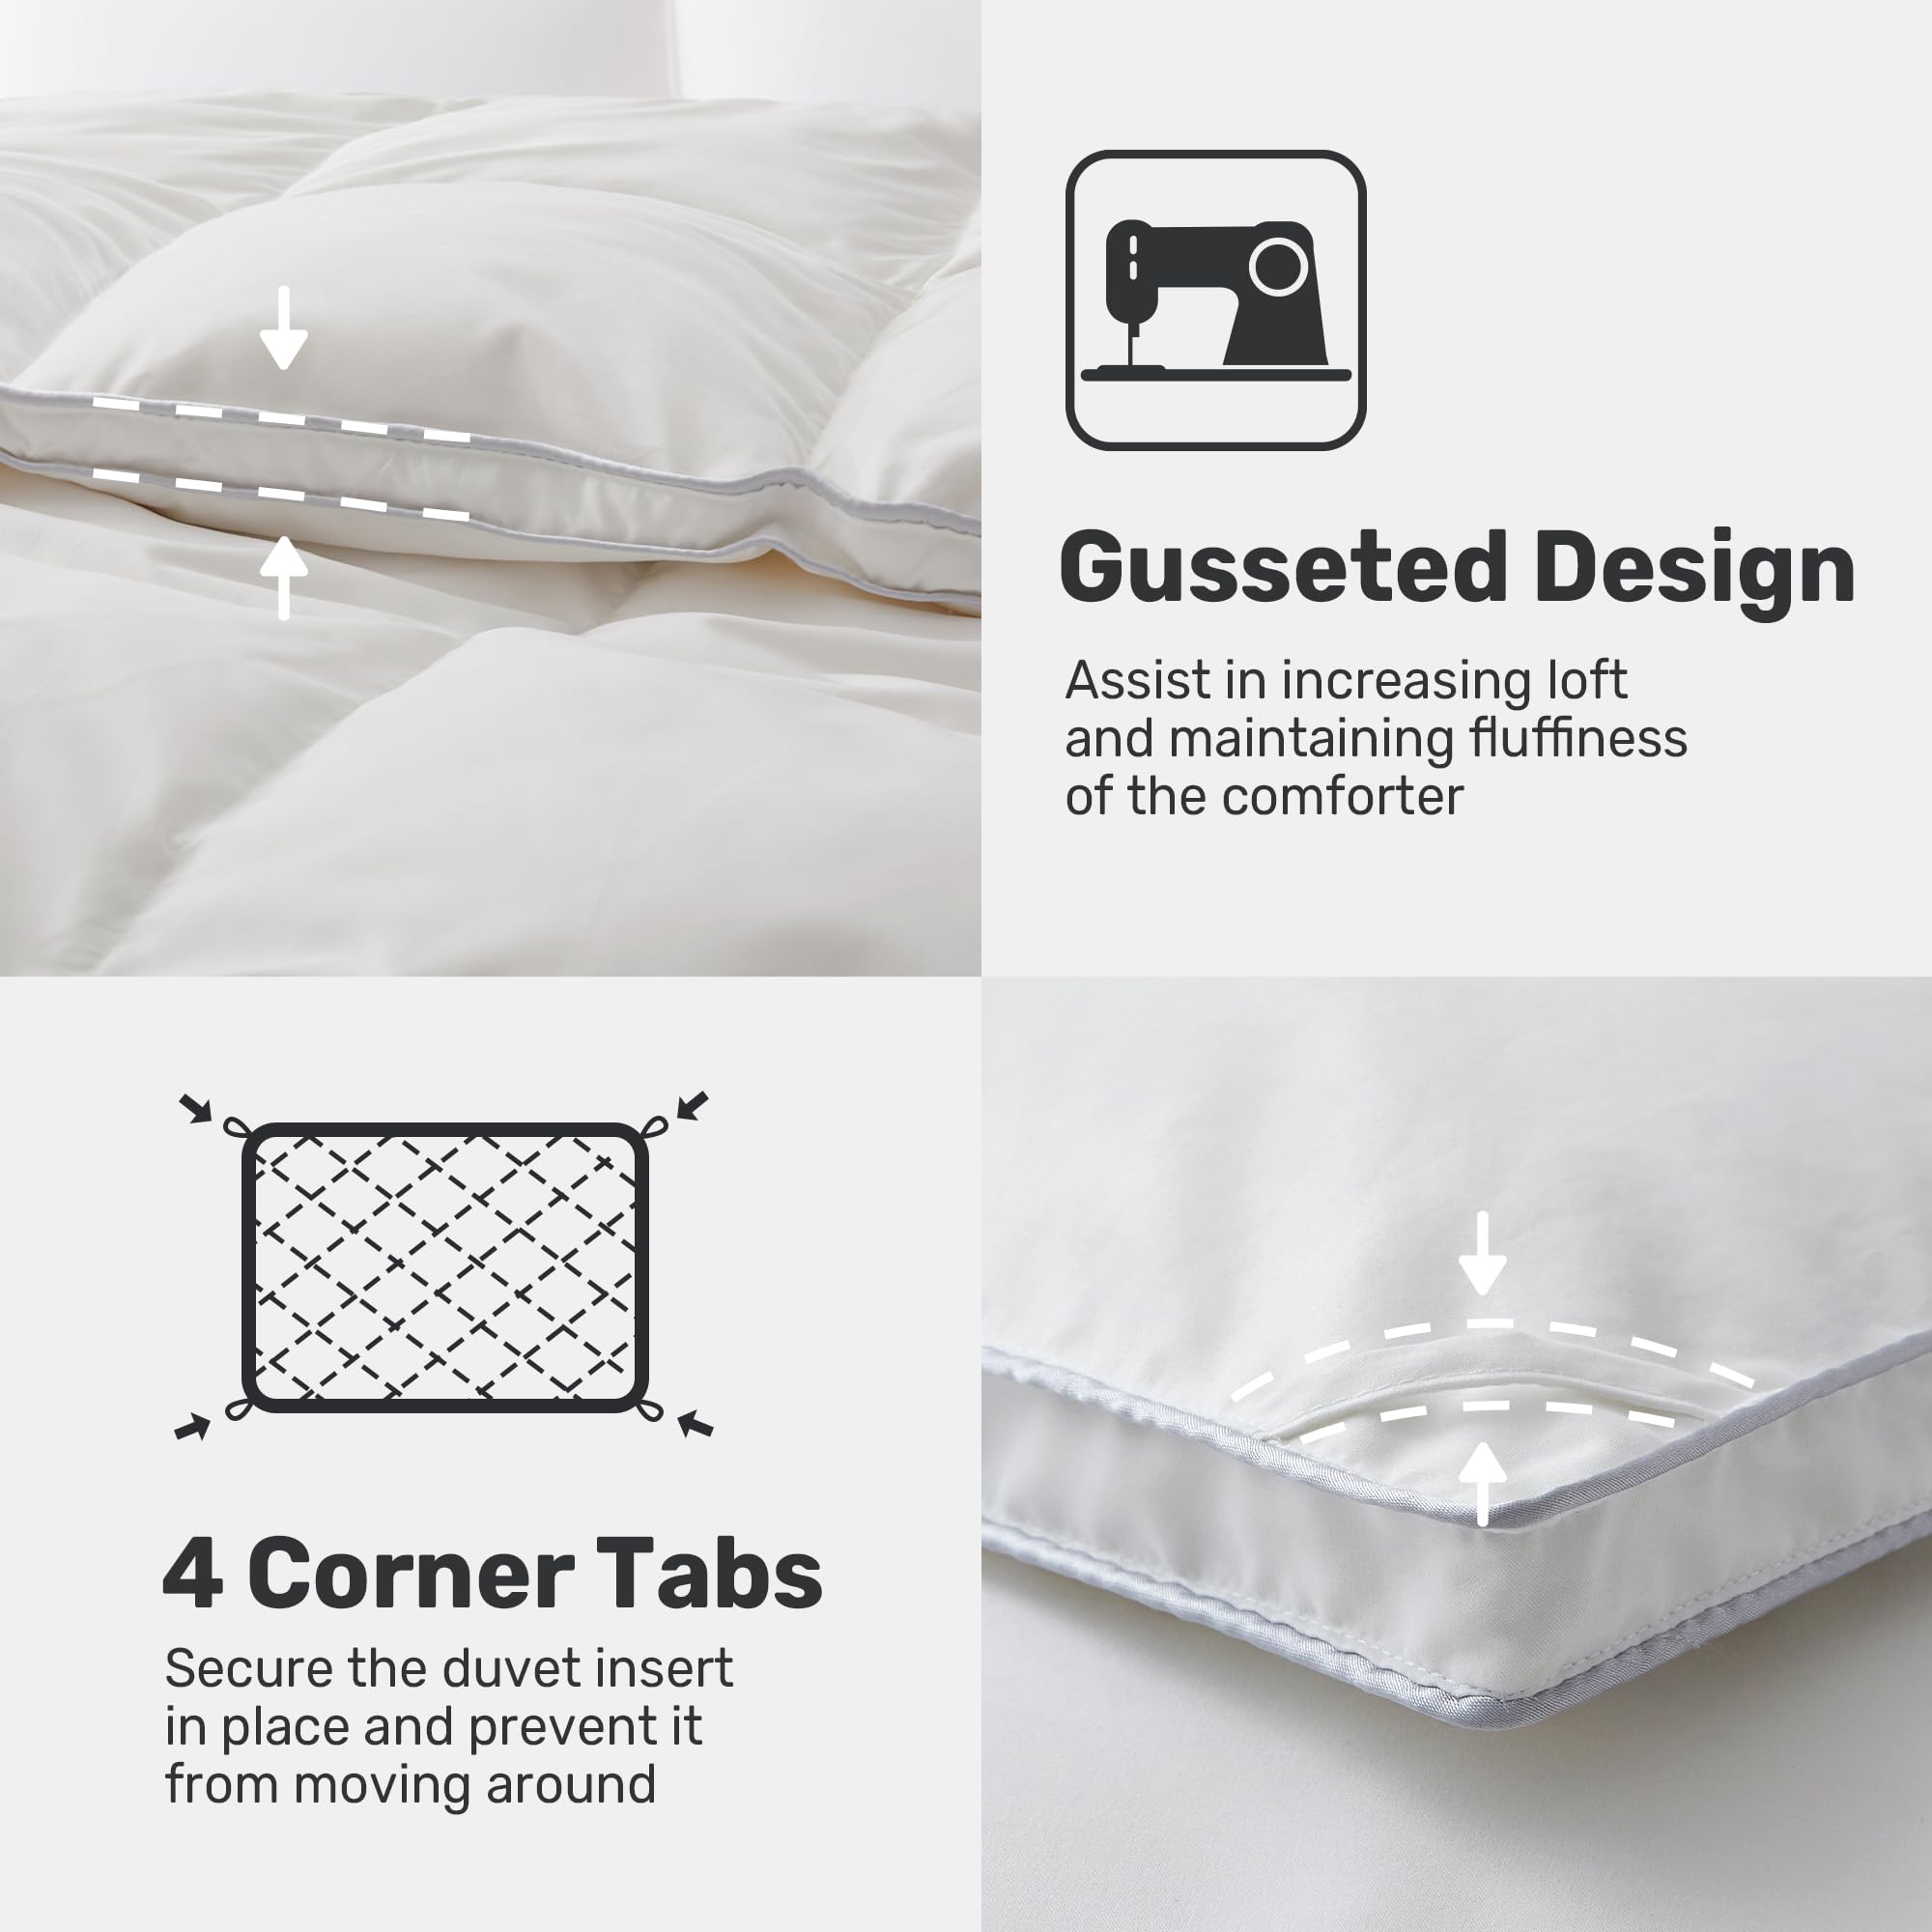 Gusseted Design
Assist in increasing loft
and maintaining fluffiness
of the comforter
4 Corner Tabs
Secure the duvet insert
in place and prevent it
from moving around